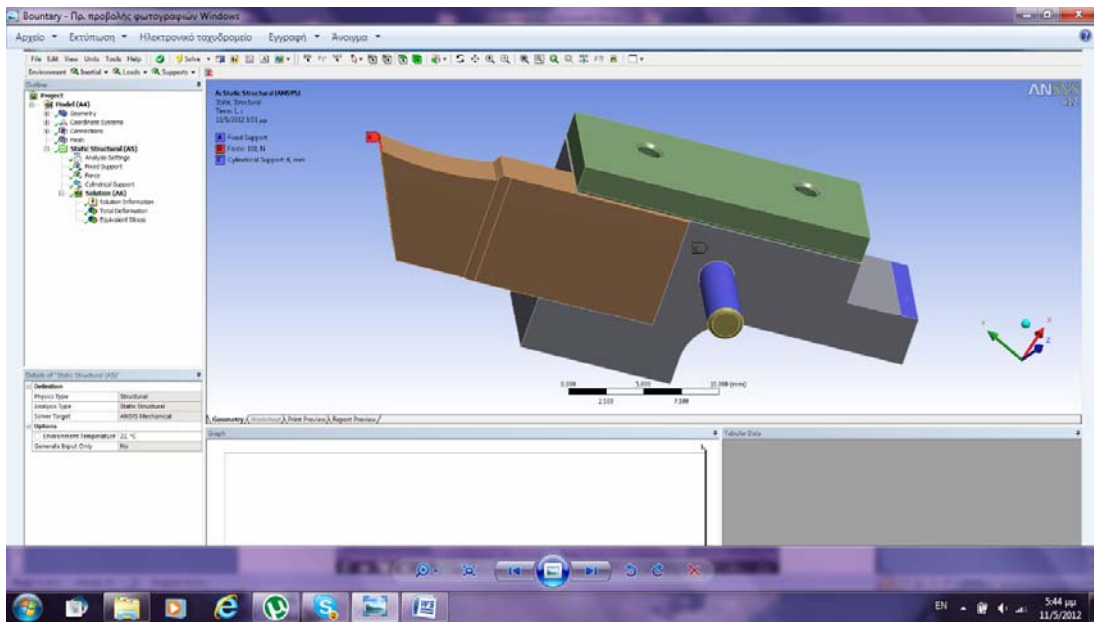 Bountary - Πρ. προβολής φωτογραφιών Windows
Αρχείο Εκτύπωση Ηλεκτρονικό ταχυδρομείο Εγγραφή Άνοιγμα
File Edit View Units Tools Help Solve
Environment Inertial Loads Supports
Outline
Project
Model (A4)
Geometry
Coordinate Systems
Connections
Mesh
Static Structural (A5)
Analysis Settings
Fixed Support
Force
Cylindrical Support
Solution (A6)
Solution Information
Total Deformation
Equivalent Stress
A: Static Structural (ANSYS)
Static Structural
Time: 1, s
11/5/2012
Fixed Support
Cylindrical Support: 0, mm
ANSYS
0.000 5.000 10.000 (mm)
2.500 7.500
Geometry Worksheet Print Preview Report Preview
Details of "Static Structural (A5)"
Definition
Physics Type Structural
Analysis Type Static Structural
Solver Target ANSYS Mechanical
Options
Environment Temperature 22, °C
Generate Input Only No
Graph
Tabular Data
EN
5:44 μμ
11/5/2012